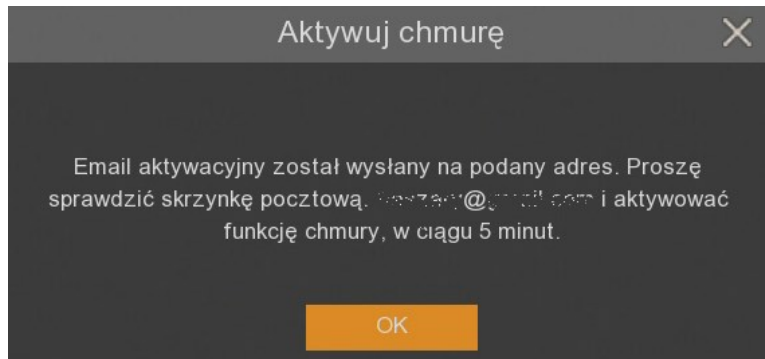 Aktywuj chmurę
Email aktywacyjny został wysłany na podany adres. Proszę
sprawdzić skrzynkę pocztową. i aktywować
funkcję chmury, w ciągu 5 minut.
OK